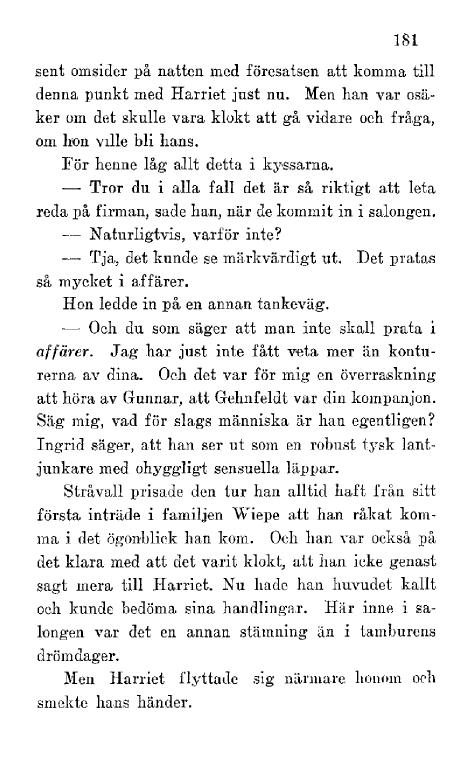 181
sent omsider på natten med föresatsen att komma till
denna punkt med Harriet just nu. Men han var osä-
ker om det skulle vara klokt att gå vidare och fråga,
om hon ville bli hans.
För henne låg allt detta i kyssarna.
— Tror du i alla fall det är så riktigt att leta
reda på firman, sade han, när de kommit in i salongen.
— Naturligtvis, varför inte?
— Tja, det kunde se märkvärdigt ut. Det pratas
så mycket i affärer.
Hon ledde in på en annan tankeväg.
— Och du som säger att man inte skall prata i
affärer. Jag har just inte fått veta mer än kontu-
rerna av dina. Och det var för mig en överraskning
att höra av Gunnar, att Gehnfeldt var din kompanjon.
Säg mig, vad för slags människa är han egentligen?
Ingrid säger, att han ser ut som en robust tysk lant-
junkare med ohyggligt sensuella läppar.
Stråvall prisade den tur han alltid haft från sitt
första inträde i familjen Wiepe att han råkat kom-
ma i det ögonblick han kom. Och han var också på
det klara med att det varit klokt, att han icke genast
sagt mera till Harriet. Nu hade han huvudet kallt
och kunde bedöma sina handlingar. Här inne i sa-
longen var det en annan stämning än i tamburens
drömdager.
Men Harriet flyttade sig närmare honom och
smekte hans händer.